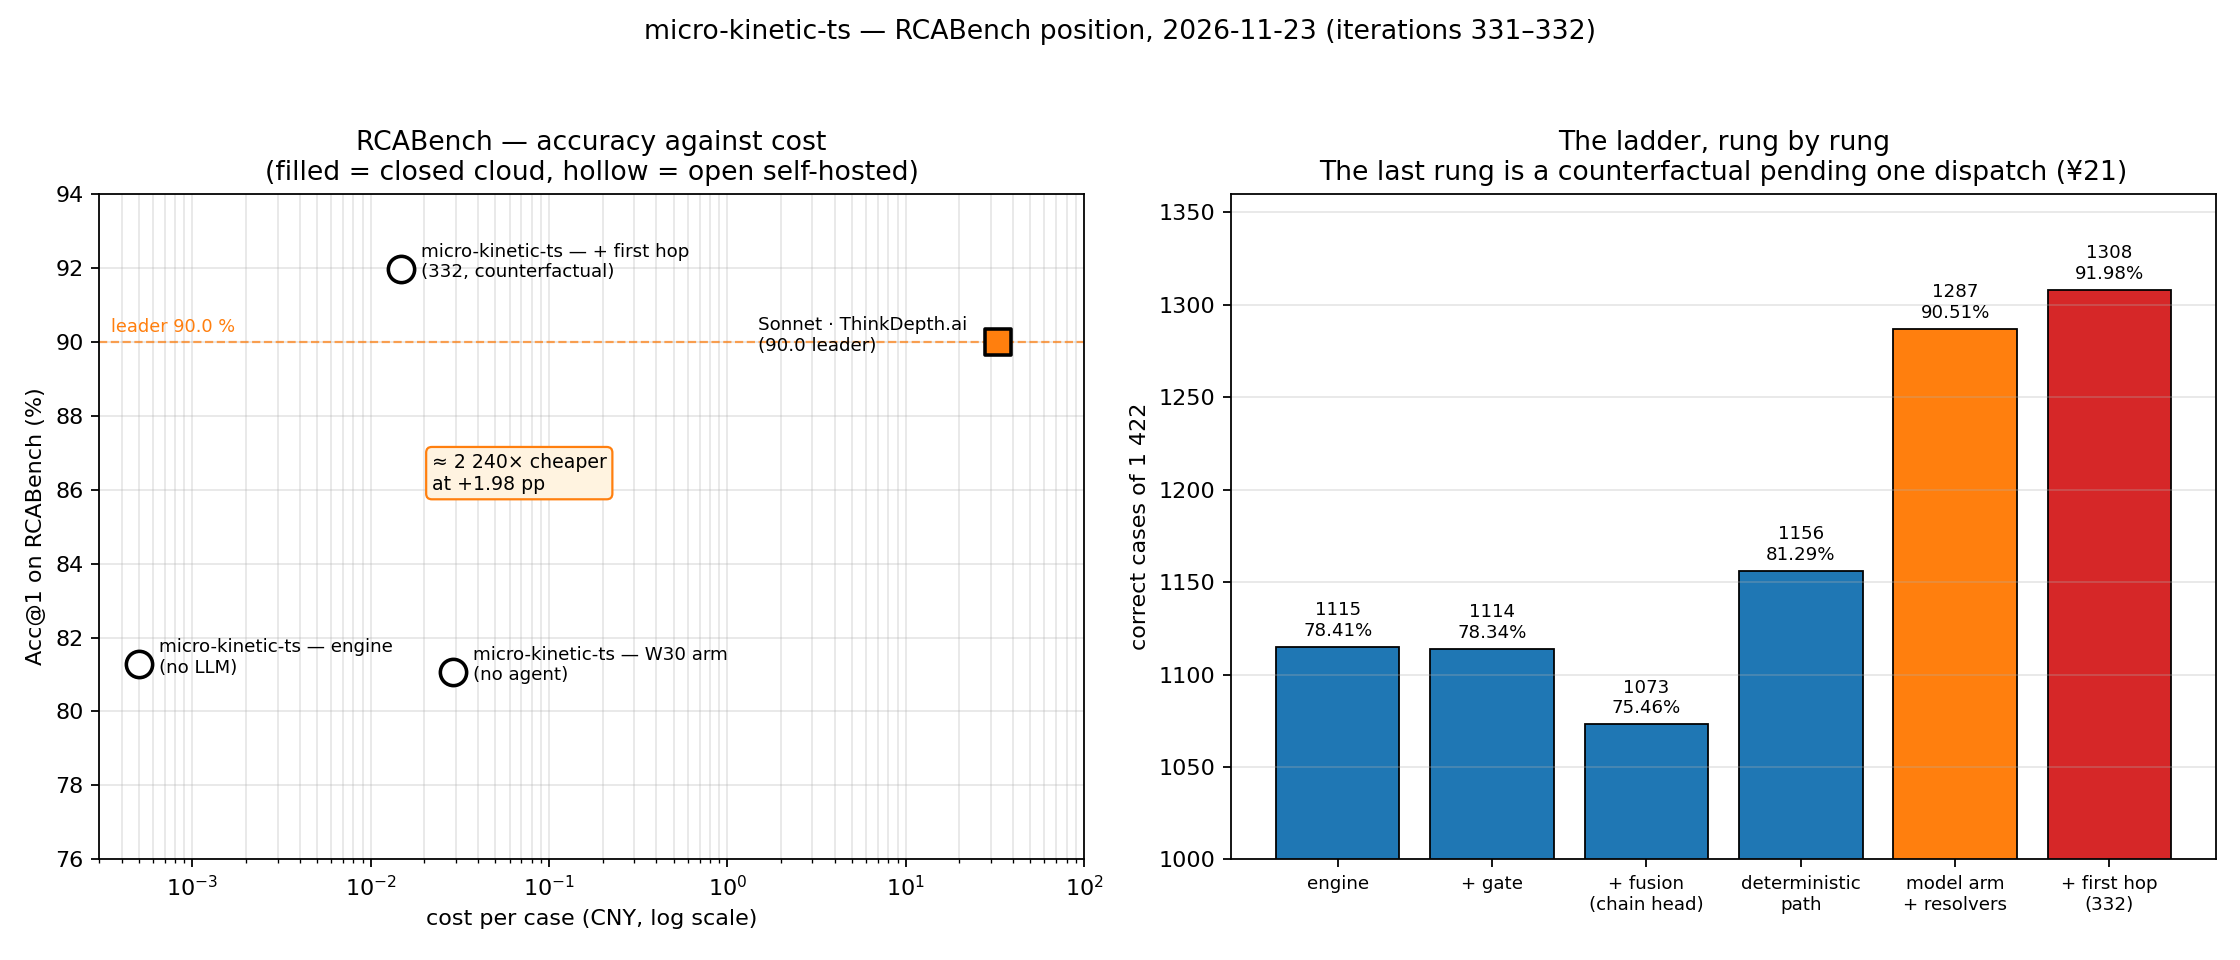 micro-kinetic-ts — RCABench position, 2026-11-23 (iterations 331–332)
RCABench — accuracy against cost
(filled = closed cloud, hollow = open self-hosted)
94
92
90
88
86
84
82
80
78
76
Acc@1 on RCABench (%)
micro-kinetic-ts — + first hop
(332, counterfactual)
leader 90.0 %
Sonnet · ThinkDepth.ai
(90.0 leader)
≈ 2 240× cheaper
at +1.98 pp
micro-kinetic-ts — engine
(no LLM)
micro-kinetic-ts — W30 arm
(no agent)
10⁻³ 10⁻² 10⁻¹ 10⁰ 10¹ 10²
cost per case (CNY, log scale)
The ladder, rung by rung
The last rung is a counterfactual pending one dispatch (¥21)
1350
1300
1250
1200
1150
1100
1050
1000
correct cases of 1 422
1115
78.41%
1114
78.34%
1073
75.46%
1156
81.29%
1287
90.51%
1308
91.98%
engine
+ gate
+ fusion
(chain head)
deterministic
path
model arm
+ resolvers
+ first hop
(332)